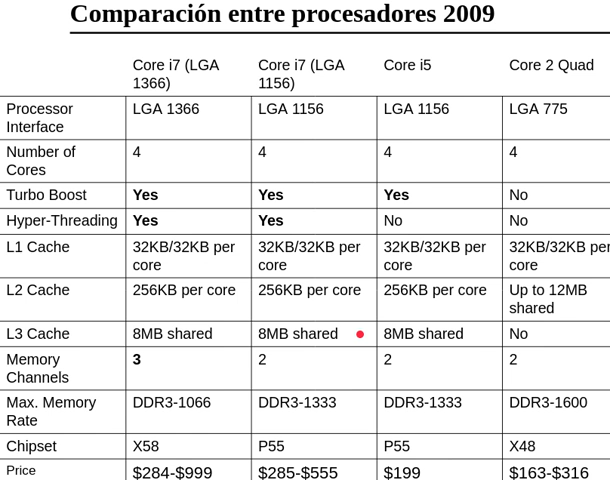 Comparación entre procesadores 2009
Core i7 (LGA 1366) Core i7 (LGA 1156) Core i5 Core 2 Quad
Processor Interface LGA 1366 LGA 1156 LGA 1156 LGA 775
Number of Cores 4 4 4 4
Turbo Boost Yes Yes Yes No
Hyper-Threading Yes Yes No No
L1 Cache 32KB/32KB per core 32KB/32KB per core 32KB/32KB per core 32KB/32KB per core
L2 Cache 256KB per core 256KB per core 256KB per core Up to 12MB shared
L3 Cache 8MB shared 8MB shared 8MB shared No
Memory Channels 3 2 2 2
Max. Memory Rate DDR3-1066 DDR3-1333 DDR3-1333 DDR3-1600
Chipset X58 P55 P55 X48
Price $284-$999 $285-$555 $199 $163-$316